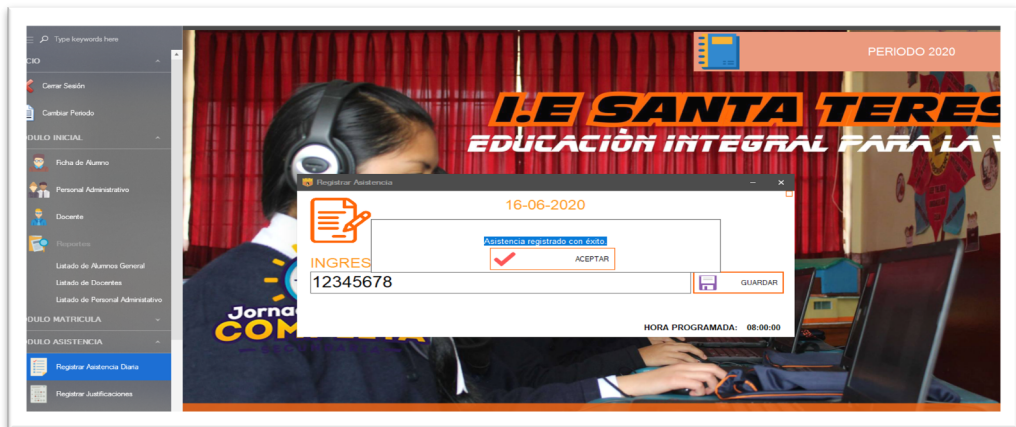 Type keywords here
CIO
Cerrar Sesión
Cambiar Periodo
DULO INICIAL
Ficha de Alumno
Personal Administrativo
Docente
Reportes
Listado de Alumnos General
Listado de Docentes
Listado de Personal Administativo
DULO MATRICULA
DULO ASISTENCIA
Registrar Asistencia Diaria
Registrar Justificaciones
PERIODO 2020
I.E SANTA TERES
EDUCACIÒN INTEGRAL PARA LA V
Jorna
COMPLETA
Registrar Asistencia
16-06-2020
Asistencia registrado con éxito.
ACEPTAR
INGRES
12345678
GUARDAR
HORA PROGRAMADA: 08:00:00